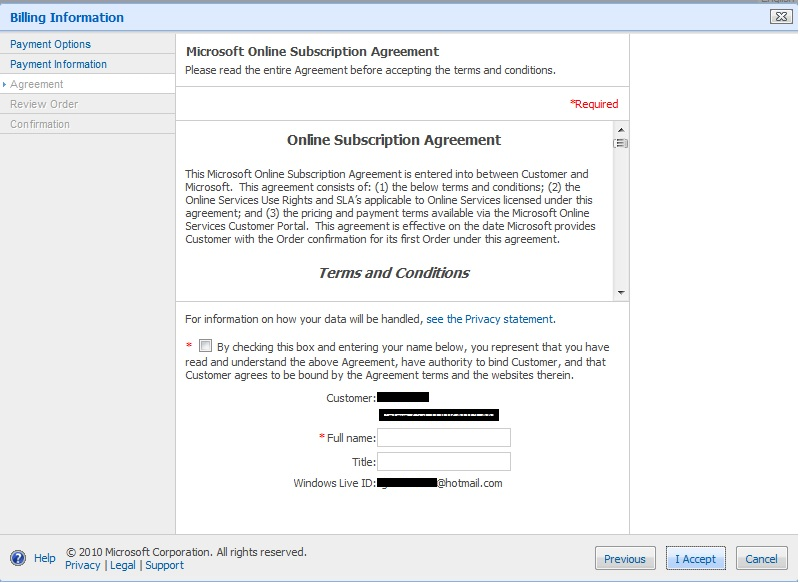 Billing Information
Payment Options
Payment Information
Agreement
Review Order
Confirmation
Microsoft Online Subscription Agreement
Please read the entire Agreement before accepting the terms and conditions.
*Required
Online Subscription Agreement
This Microsoft Online Subscription Agreement is entered into between Customer and
Microsoft.  This agreement consists of: (1) the below terms and conditions; (2) the
Online Services Use Rights and SLA's applicable to Online Services licensed under this
agreement; and (3) the pricing and payment terms available via the Microsoft Online
Services Customer Portal.  This agreement is effective on the date Microsoft provides
Customer with the Order confirmation for its first Order under this agreement.
Terms and Conditions
For information on how your data will be handled, see the Privacy statement.
* By checking this box and entering your name below, you represent that you have
read and understand the above Agreement, have authority to bind Customer, and that
Customer agrees to be bound by the Agreement terms and the websites therein.
Customer:
* Full name:
Title:
Windows Live ID: @hotmail.com
? Help
© 2010 Microsoft Corporation. All rights reserved.
Privacy | Legal | Support
Previous
I Accept
Cancel